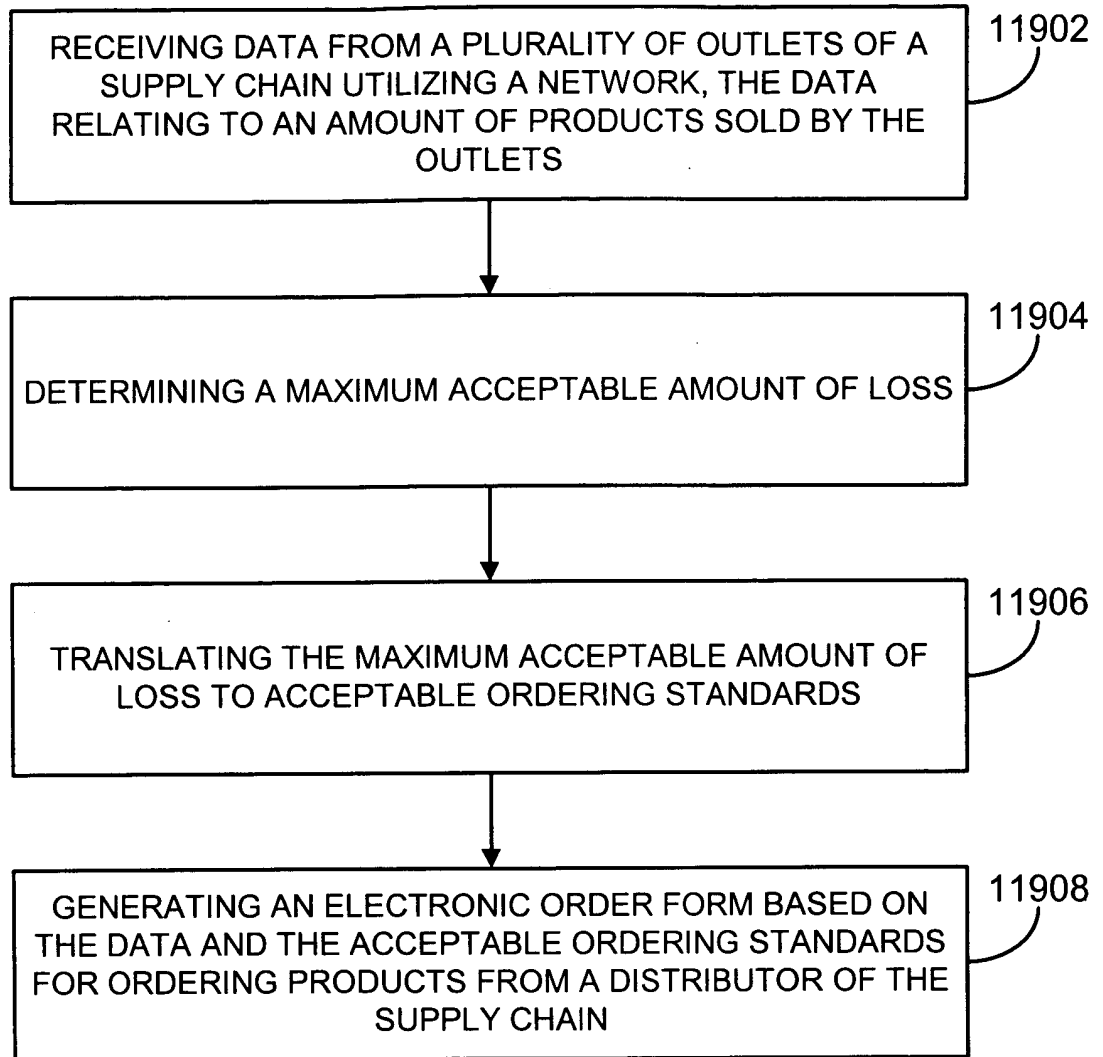 RECEIVING DATA FROM A PLURALITY OF OUTLETS OF A
SUPPLY CHAIN UTILIZING A NETWORK, THE DATA
RELATING TO AN AMOUNT OF PRODUCTS SOLD BY THE
OUTLETS
11902
DETERMINING A MAXIMUM ACCEPTABLE AMOUNT OF LOSS
11904
TRANSLATING THE MAXIMUM ACCEPTABLE AMOUNT OF
LOSS TO ACCEPTABLE ORDERING STANDARDS
11906
GENERATING AN ELECTRONIC ORDER FORM BASED ON
THE DATA AND THE ACCEPTABLE ORDERING STANDARDS
FOR ORDERING PRODUCTS FROM A DISTRIBUTOR OF THE
SUPPLY CHAIN
11908